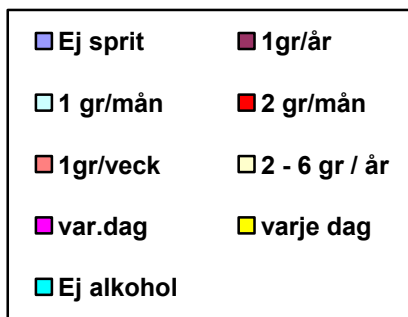 Ej sprit 1gr/år
1 gr/mån 2 gr/mån
1gr/veck 2 - 6 gr / år
var.dag varje dag
Ej alkohol